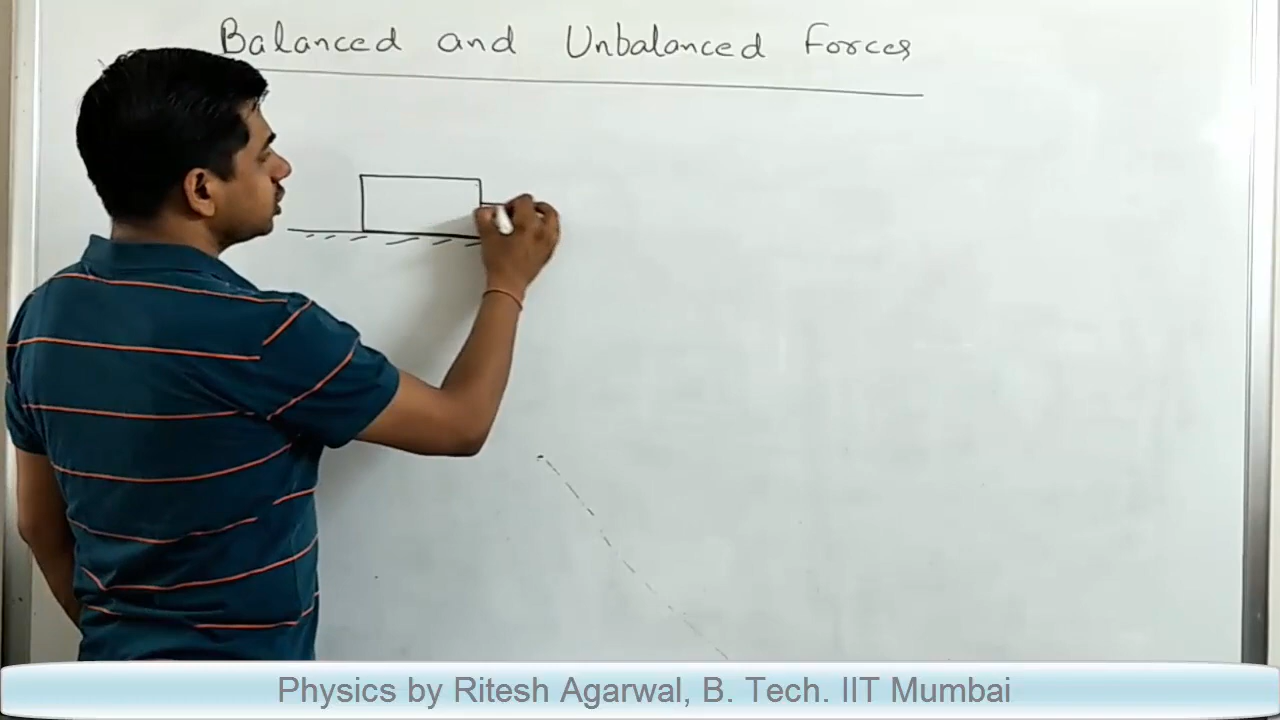 Balanced and Unbalanced Forces
Physics by Ritesh Agarwal, B. Tech. IIT Mumbai